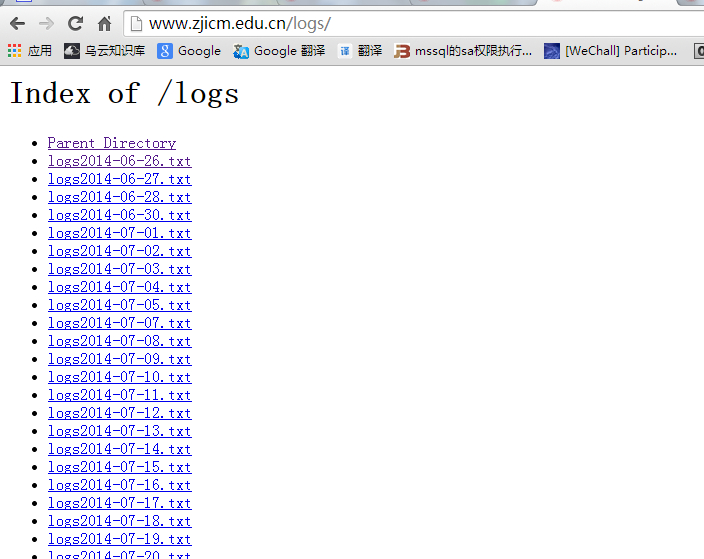 www.zjicm.edu.cn/logs/
应用 乌云知识库 Google Google 翻译 翻译 mssql的sa权限执行... [WeChall] Particip...
Index of /logs
Parent Directory
logs2014-06-26.txt
logs2014-06-27.txt
logs2014-06-28.txt
logs2014-06-30.txt
logs2014-07-01.txt
logs2014-07-02.txt
logs2014-07-03.txt
logs2014-07-04.txt
logs2014-07-05.txt
logs2014-07-07.txt
logs2014-07-08.txt
logs2014-07-09.txt
logs2014-07-10.txt
logs2014-07-11.txt
logs2014-07-12.txt
logs2014-07-13.txt
logs2014-07-14.txt
logs2014-07-15.txt
logs2014-07-16.txt
logs2014-07-17.txt
logs2014-07-18.txt
logs2014-07-19.txt
logs2014-07-20.txt